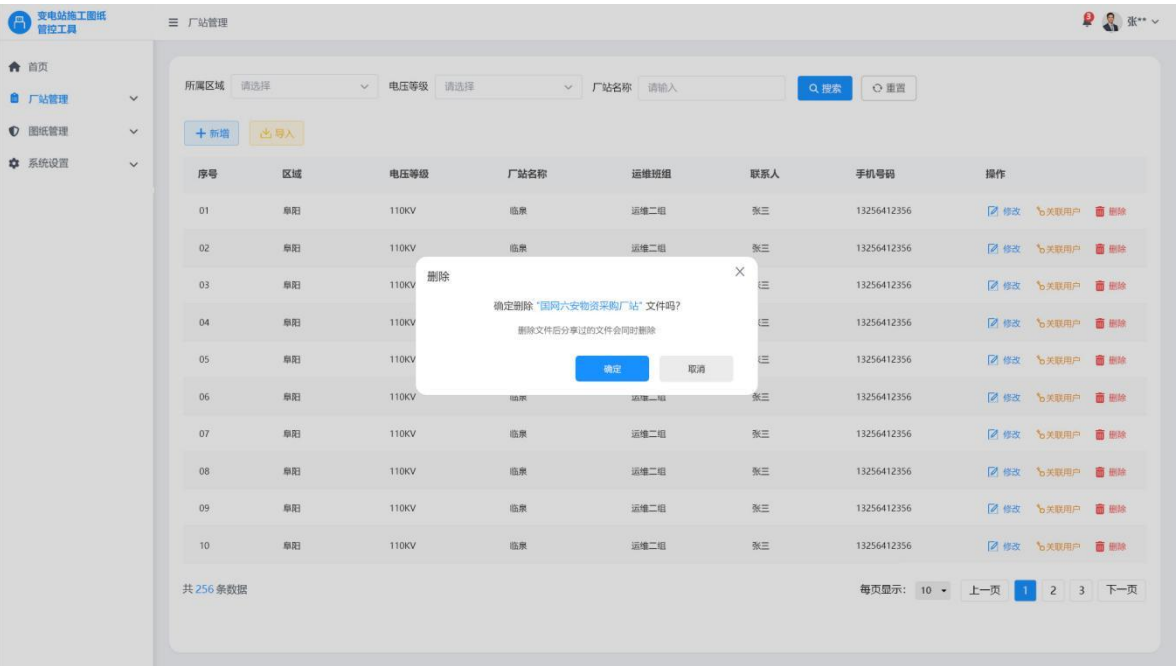 变电站施工图纸
管控工具
厂站管理
3
张** 
首页
厂站管理
图纸管理
系统设置
所属区域 请选择 电压等级 请选择 厂站名称 请输入 搜索 重置
新增 导入
序号 区域 电压等级 厂站名称 运维班组 联系人 手机号码 操作
01 阜阳 110KV 临泉 运维二组 张三 13256412356 修改 关联用户 删除
02 阜阳 110KV 临泉 运维二组 张三 13256412356 修改 关联用户 删除
03 阜阳 110KV 三 13256412356 修改 关联用户 删除
04 阜阳 110KV 三 13256412356 修改 关联用户 删除
05 阜阳 110KV 三 13256412356 修改 关联用户 删除
06 阜阳 110KV 临泉 运维二组 张三 13256412356 修改 关联用户 删除
07 阜阳 110KV 临泉 运维二组 张三 13256412356 修改 关联用户 删除
08 阜阳 110KV 临泉 运维二组 张三 13256412356 修改 关联用户 删除
09 阜阳 110KV 临泉 运维二组 张三 13256412356 修改 关联用户 删除
10 阜阳 110KV 临泉 运维二组 张三 13256412356 修改 关联用户 删除
删除
确定删除 "国网六安物资采购厂站" 文件吗?
删除文件后分享过的文件会同时删除
确定 取消
共 256 条数据
每页显示: 10 上一页 1 2 3 下一页